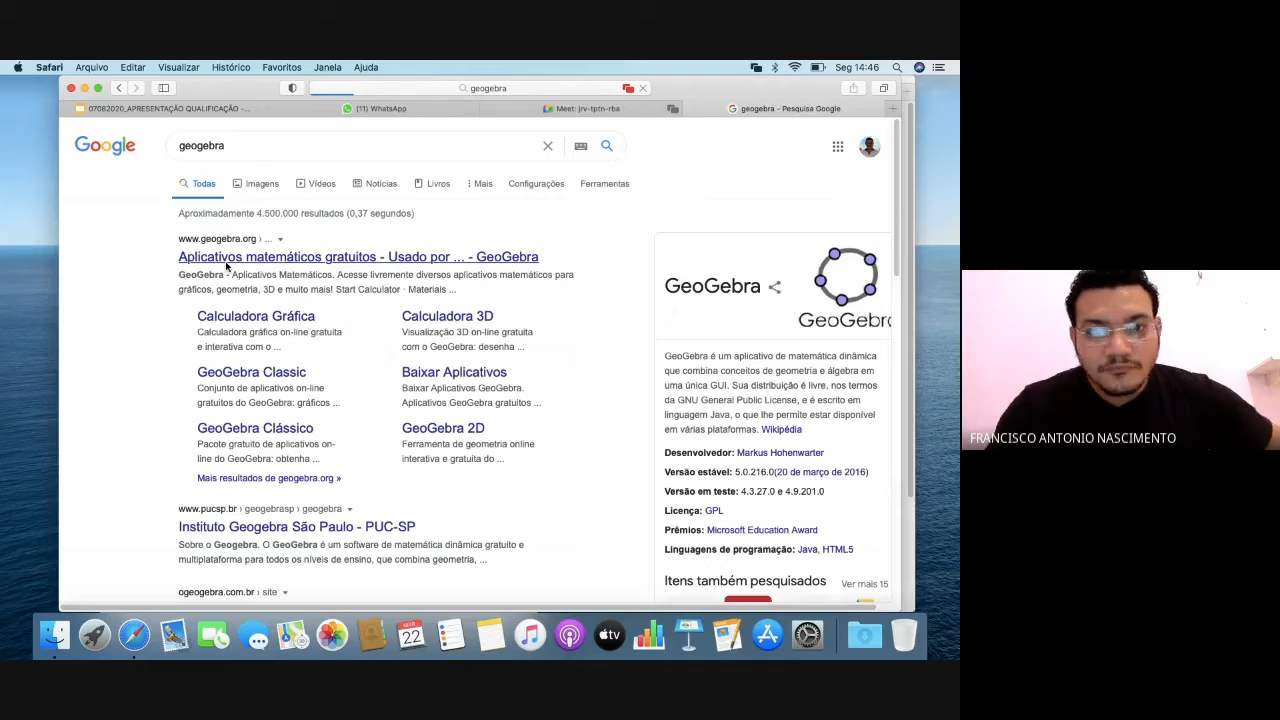 Safari Arquivo Editar Visualizar Histórico Favoritos Janela Ajuda Seg 14:46
geogebra
07082020_APRESENTAÇÃO QUALIFICAÇÃO -... (11) WhatsApp Meet: jrv-tptn-rba geogebra - Pesquisa Google
Google geogebra
Todas Imagens Vídeos Notícias Livros Mais Configurações Ferramentas
Aproximadamente 4.500.000 resultados (0,37 segundos)
www.geogebra.org › ...
Aplicativos matemáticos gratuitos - Usado por ... - GeoGebra
GeoGebra - Aplicativos Matemáticos. Acesse livremente diversos aplicativos matemáticos para
gráficos, geometria, 3D e muito mais! Start Calculator · Materiais ...
Calculadora Gráfica
Calculadora gráfica on-line gratuita
e interativa com o ...
Calculadora 3D
Visualização 3D on-line gratuita
com o GeoGebra: desenha ...
GeoGebra Classic
Conjunto de aplicativos on-line
gratuitos do GeoGebra: gráficos ...
Baixar Aplicativos
Baixar Aplicativos GeoGebra.
Aplicativos GeoGebra gratuitos ...
GeoGebra Clássico
Pacote gratuito de aplicativos on-
line do GeoGebra: obtenha ...
GeoGebra 2D
Ferramenta de geometria online
interativa e gratuita do ...
Mais resultados de geogebra.org »
www.pucsp.br › geogebrasp › geogebra
Instituto Geogebra São Paulo - PUC-SP
Sobre o Geogebra. O GeoGebra é um software de matemática dinâmica gratuito e
multiplataforma para todos os níveis de ensino, que combina geometria, ...
ogeogebra.com.br › site
GeoGebra
GeoGebra
GeoGebra é um aplicativo de matemática dinâmica
que combina conceitos de geometria e álgebra em
uma única GUI. Sua distribuição é livre, nos termos
da GNU General Public License, e é escrito em
linguagem Java, o que lhe permite estar disponível
em várias plataformas. Wikipédia
Desenvolvedor: Markus Hohenwarter
Versão estável: 5.0.216.0(20 de março de 2016)
Versão em teste: 4.3.27.0 e 4.9.201.0
Licença: GPL
Prêmios: Microsoft Education Award
Linguagens de programação: Java, HTML5
Itens também pesquisados Ver mais 15
MAR
22
tv
FRANCISCO ANTONIO NASCIMENTO